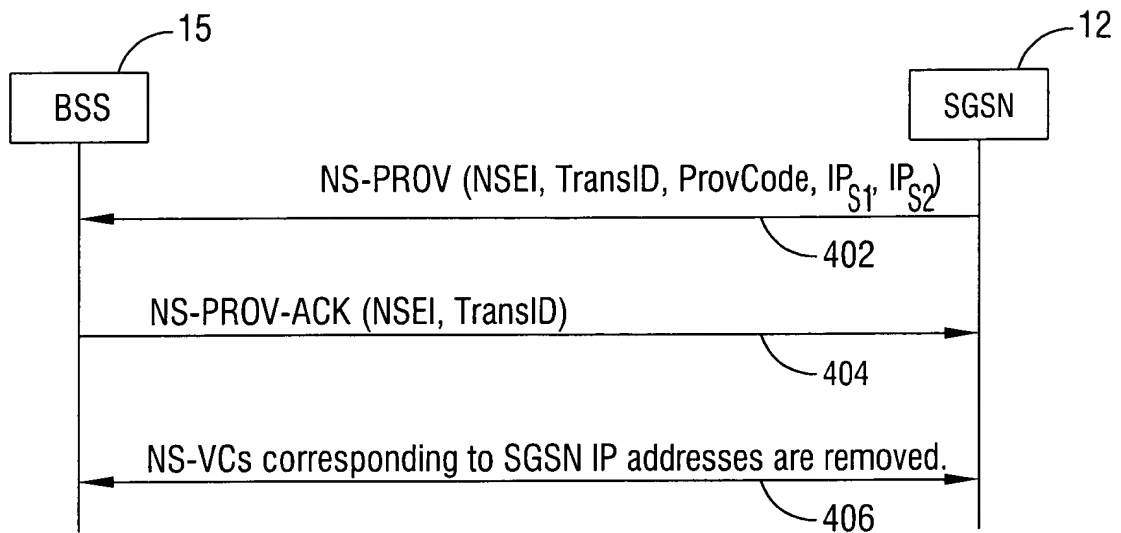 15
12
BSS
SGSN
NS-PROV (NSEI, TransID, ProvCode, IPS1, IPS2)
402
NS-PROV-ACK (NSEI, TransID)
404
NS-VCs corresponding to SGSN IP addresses are removed.
406